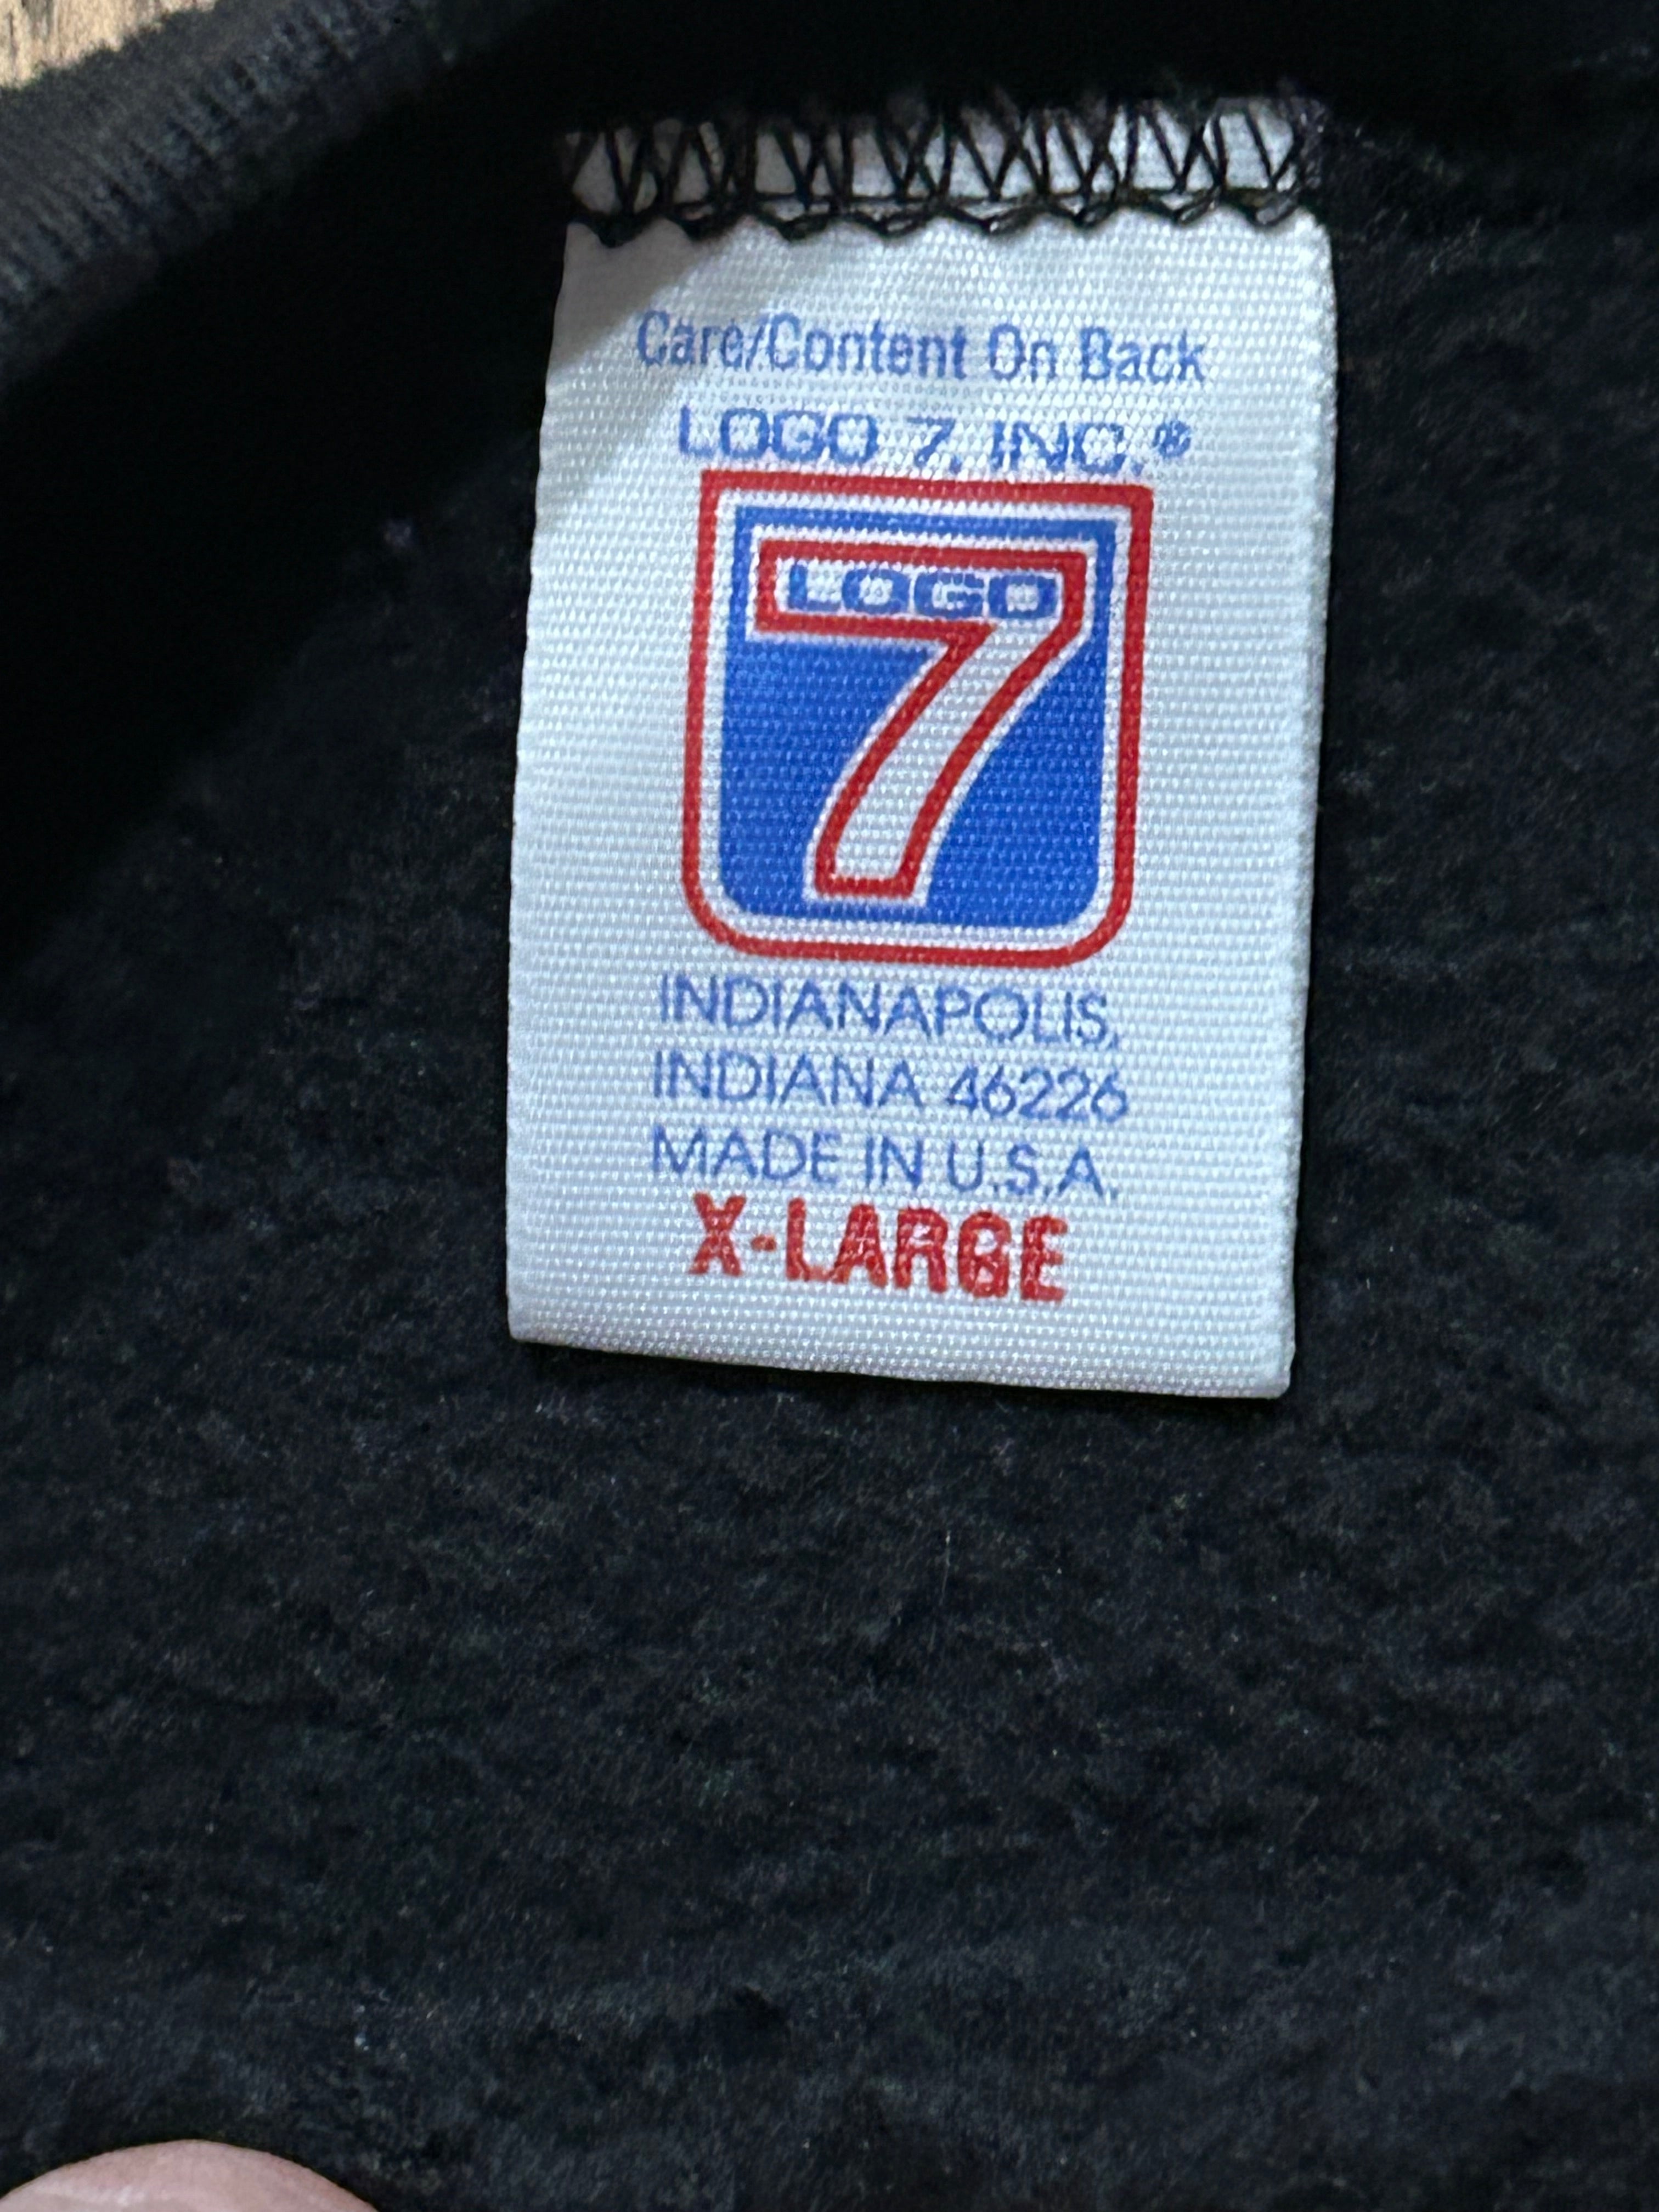 Care/Content On Back
LOGO 7, INC.®
LOGO
7
INDIANAPOLIS,
INDIANA 46226
MADE IN U.S.A.
X-LARGE